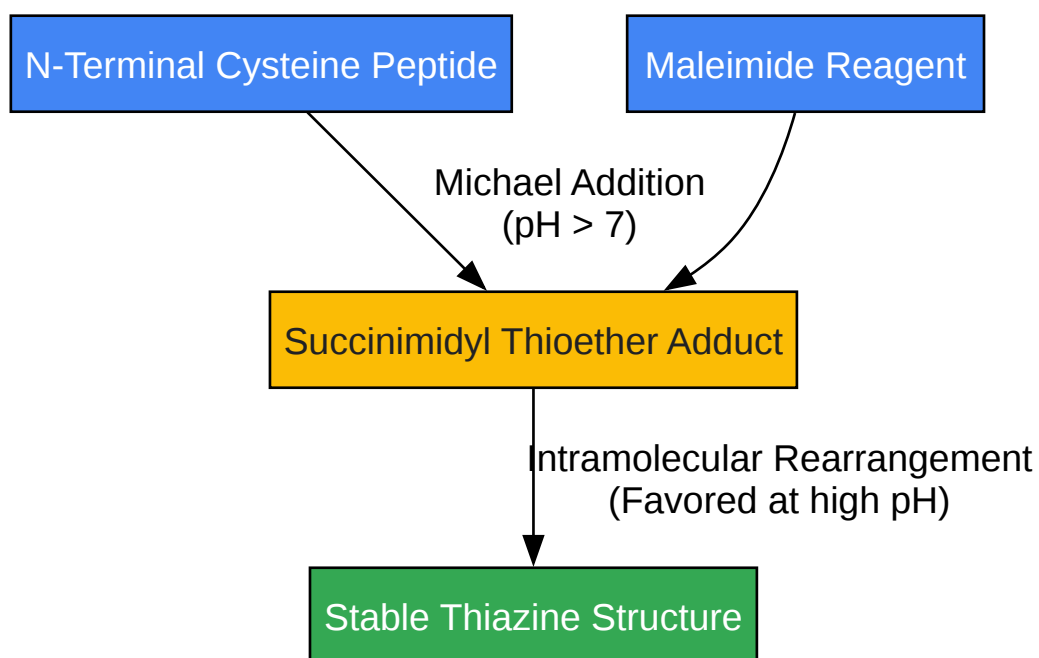 N-Terminal Cysteine Peptide
Maleimide Reagent
Michael Addition
(pH > 7)
Succinimidyl Thioether Adduct
Intramolecular Rearrangement
(Favored at high pH)
Stable Thiazine Structure